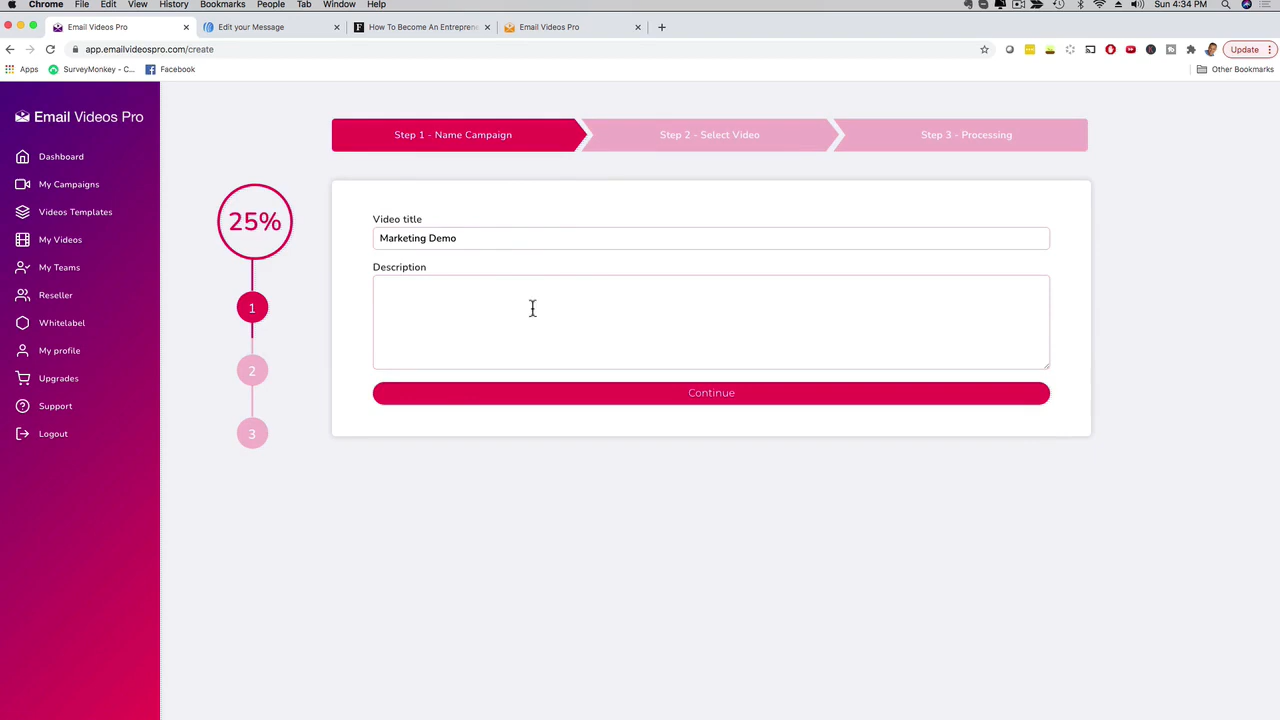 Chrome File Edit View History Bookmarks People Tab Window Help Sun 4:34 PM
Email Videos Pro Edit your Message How To Become An Entrepren Email Videos Pro
app.emailvideospro.com/create Update
Apps SurveyMonkey - C... Facebook Other Bookmarks
Email Videos Pro
Dashboard
My Campaigns
Videos Templates
My Videos
My Teams
Reseller
Whitelabel
My profile
Upgrades
Support
Logout
Step 1 - Name Campaign Step 2 - Select Video Step 3 - Processing
25%
1
2
3
Video title
Marketing Demo
Description
Continue